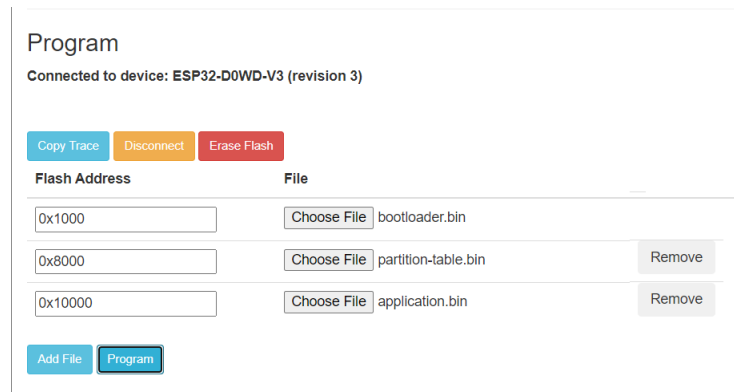 Program
Connected to device: ESP32-D0WD-V3 (revision 3)
Copy Trace Disconnect Erase Flash
Flash Address File
0x1000 Choose File bootloader.bin
0x8000 Choose File partition-table.bin Remove
0x10000 Choose File application.bin Remove
Add File Program